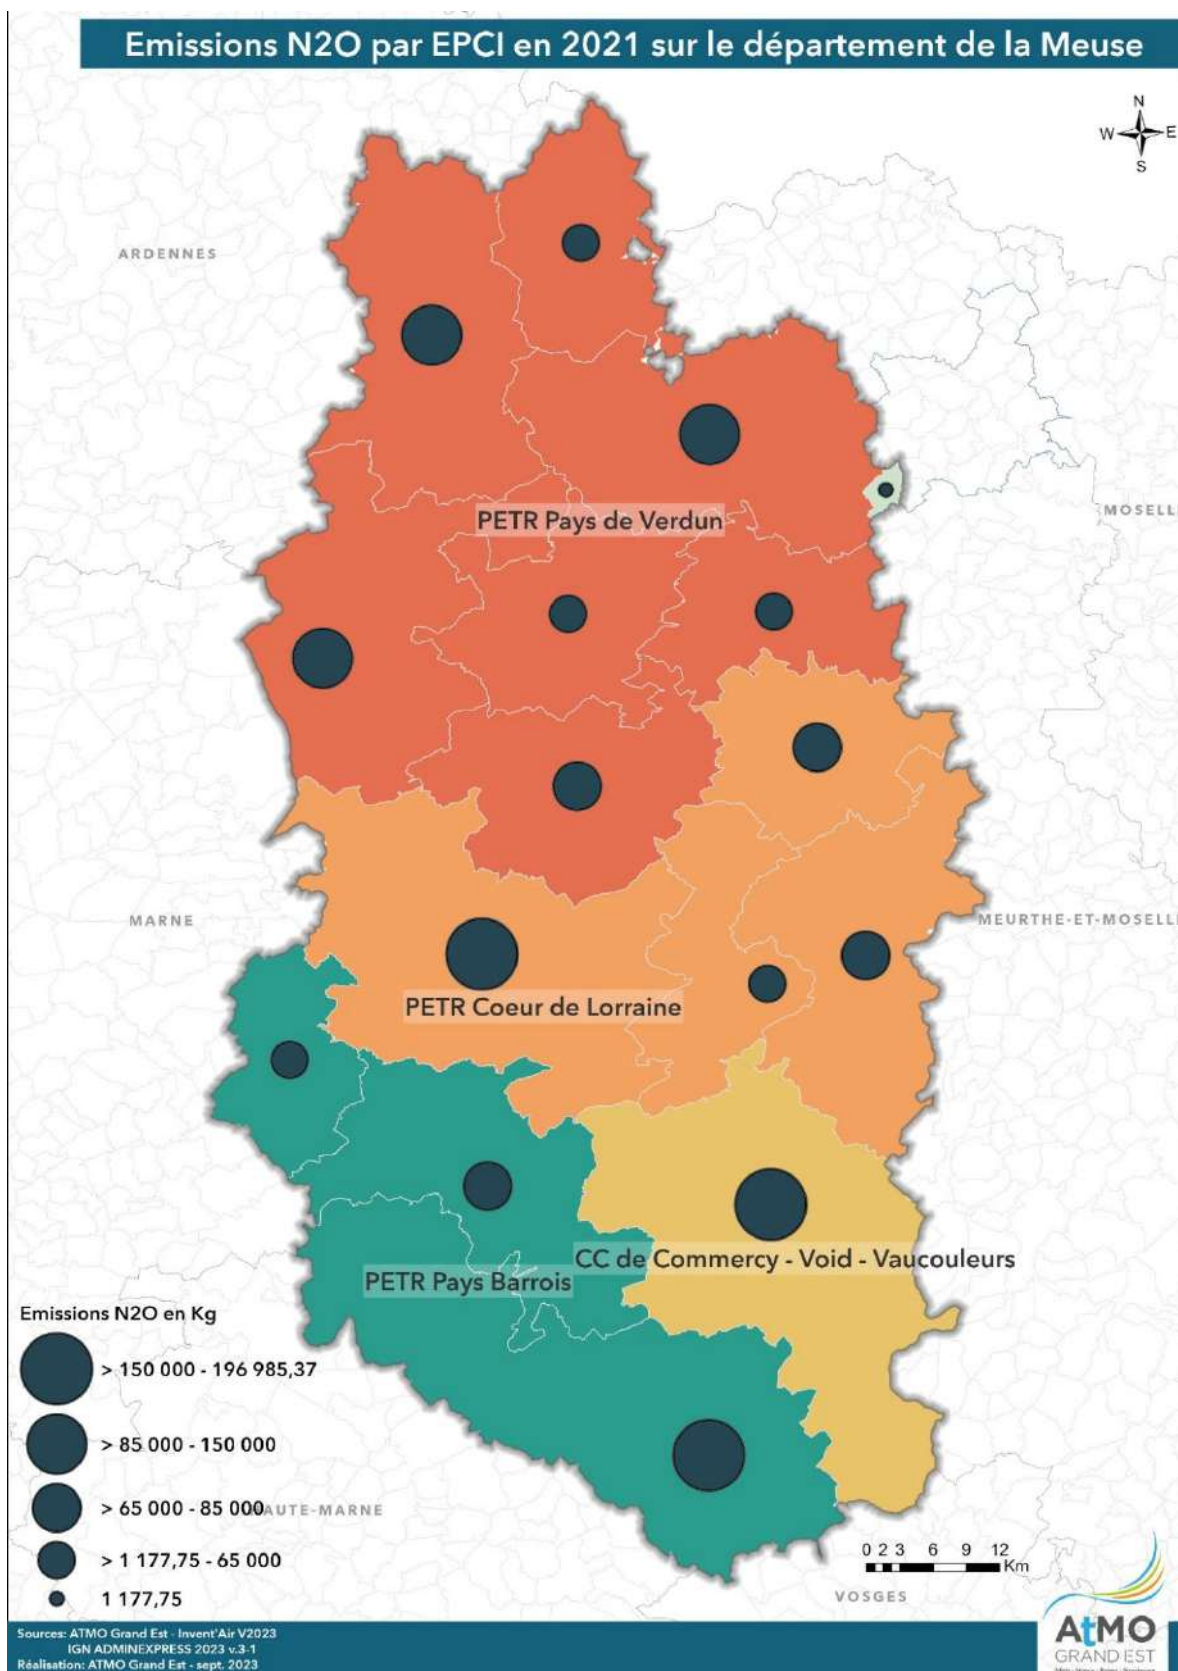 Emissions N2O par EPCI en 2021 sur le département de la Meuse
N
W E
S
ARDENNES
MOSELL
PETR Pays de Verdun
MARNE
MEURTHE-ET-MOSELL
PETR Coeur de Lorraine
CC de Commercy - Void - Vaucouleurs
PETR Pays Barrois
Emissions N2O en Kg
> 150 000 - 196 985,37
> 85 000 - 150 000
> 65 000 - 85 000
HAUTE-MARNE
> 1 177,75 - 65 000
1 177,75
0 2 3 6 9 12
Km
VOSGES
Sources: ATMO Grand Est - Invent'Air V2023
IGN ADMINEXPRESS 2023 v.3-1
Réalisation: ATMO Grand Est - sept. 2023
AtMO
GRAND EST